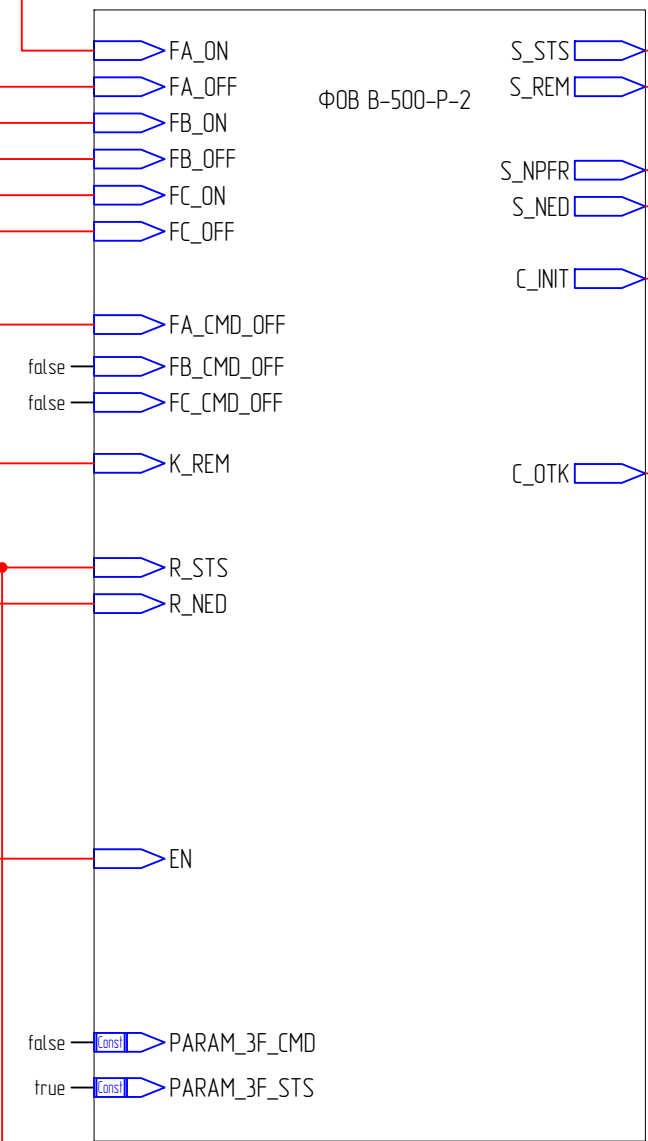 FA_ON
S_STS
FA_OFF
ФОВ В-500-Р-2
S_REM
FB_ON
FB_OFF
S_NPFR
FC_ON
S_NED
FC_OFF
C_INIT
FA_CMD_OFF
false
FB_CMD_OFF
false
FC_CMD_OFF
K_REM
C_OTK
R_STS
R_NED
EN
false
Const
PARAM_3F_CMD
true
Const
PARAM_3F_STS